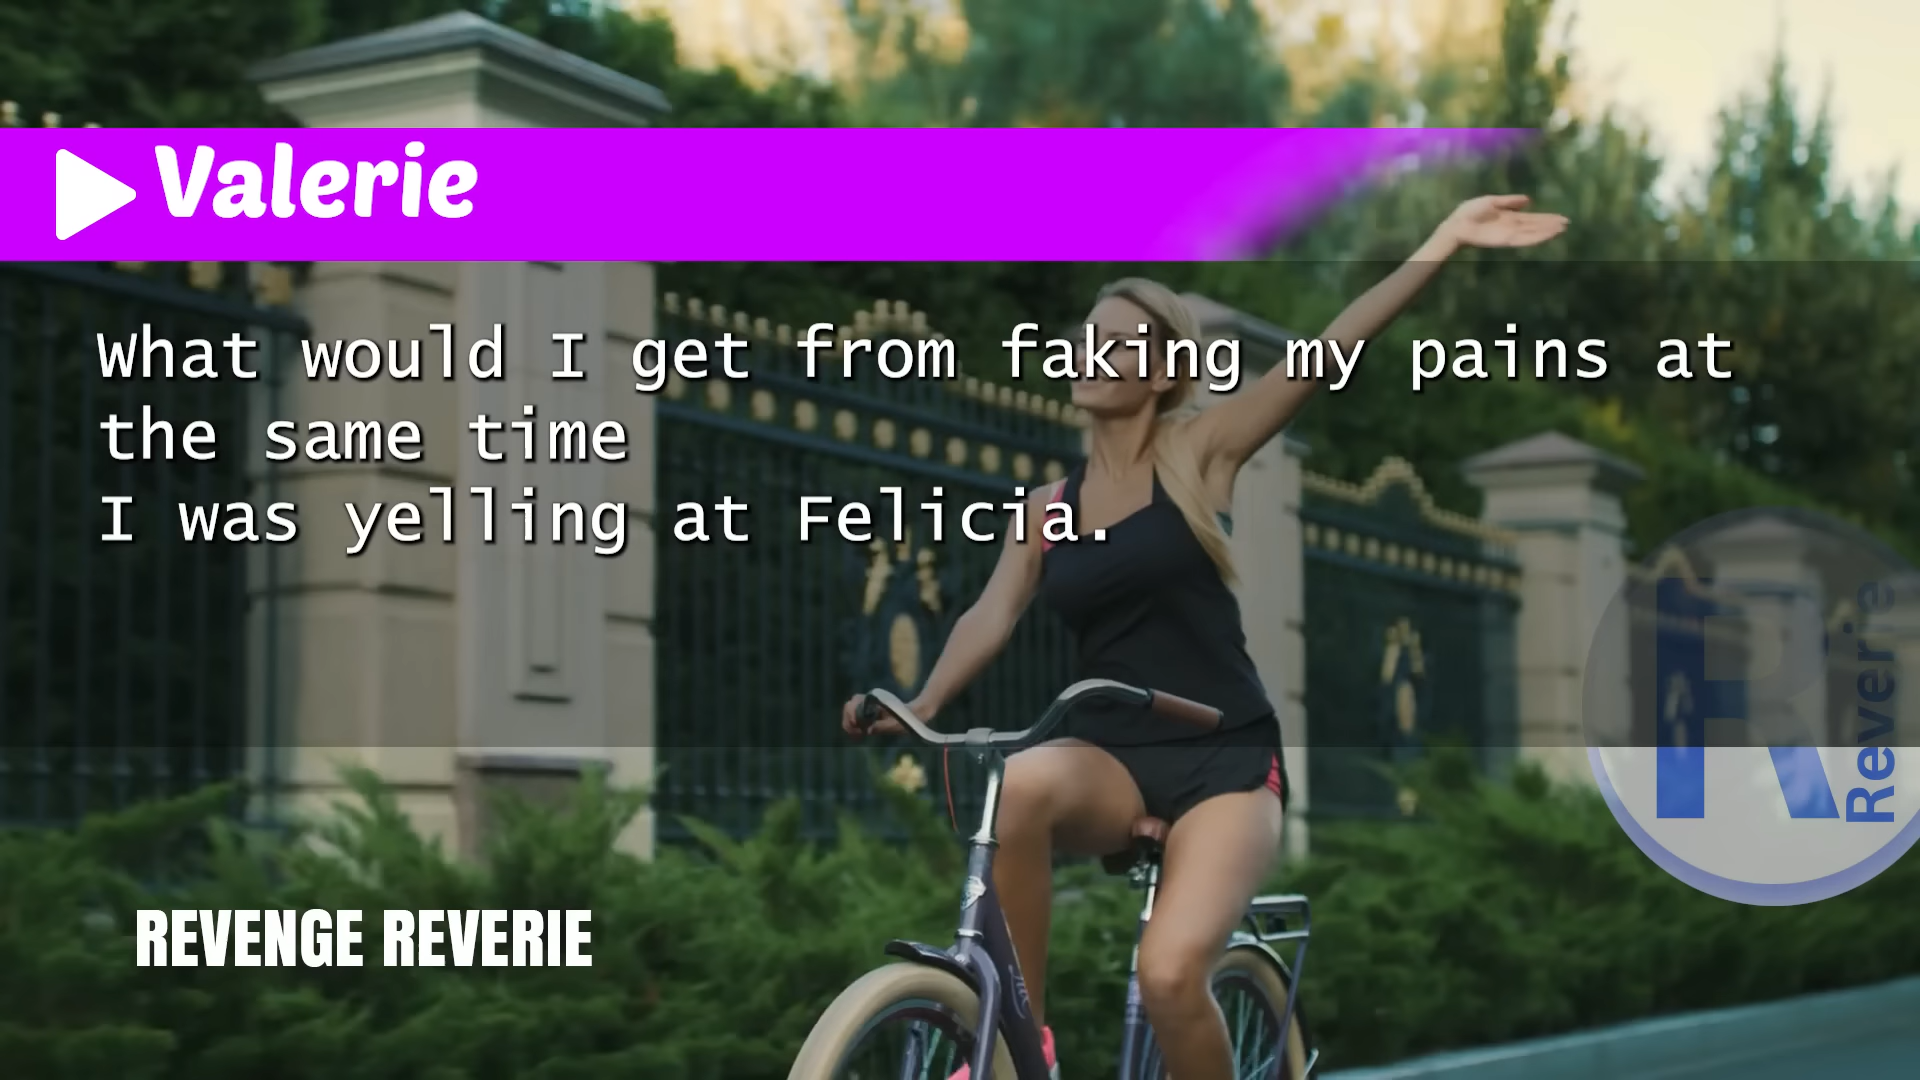 Valerie
What would I get from faking my pains at
the same time
I was yelling at Felicia.
R
Reverie
REVENGE REVERIE